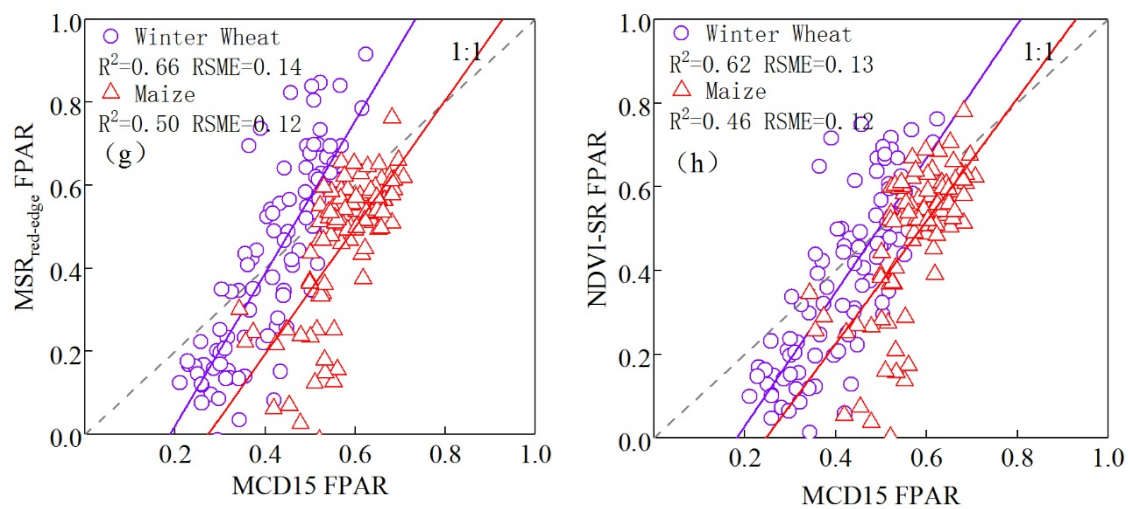 1.0
Winter Wheat
R²=0.66 RSME=0.14
Maize
R²=0.50 RSME=0.12
(g)
1:1
0.8
0.6
0.4
0.2
0.0
0.2 0.4 0.6 0.8 1.0
MSRred-edge FPAR
MCD15 FPAR
1.0
Winter Wheat
R²=0.62 RSME=0.13
Maize
R²=0.46 RSME=0.12
(h)
1:1
0.8
0.6
0.4
0.2
0.0
0.2 0.4 0.6 0.8 1.0
NDVI-SR FPAR
MCD15 FPAR